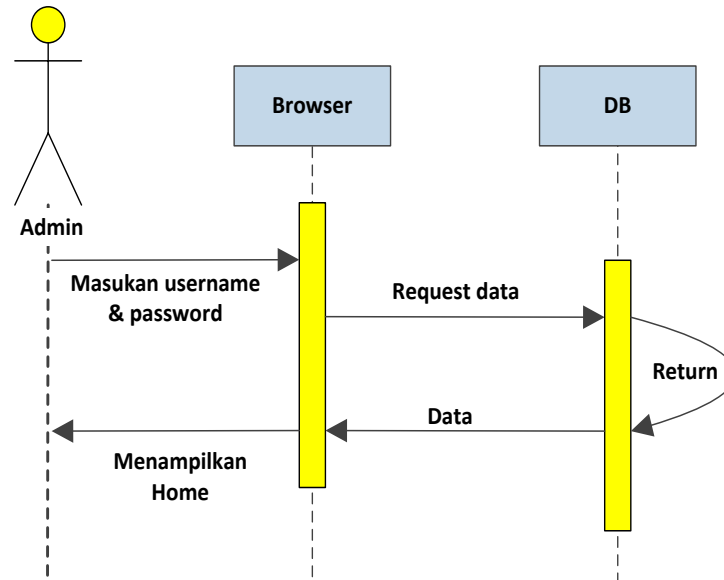 Browser
DB
Admin
Masukan username
& password
Request data
Return
Data
Menampilkan
Home